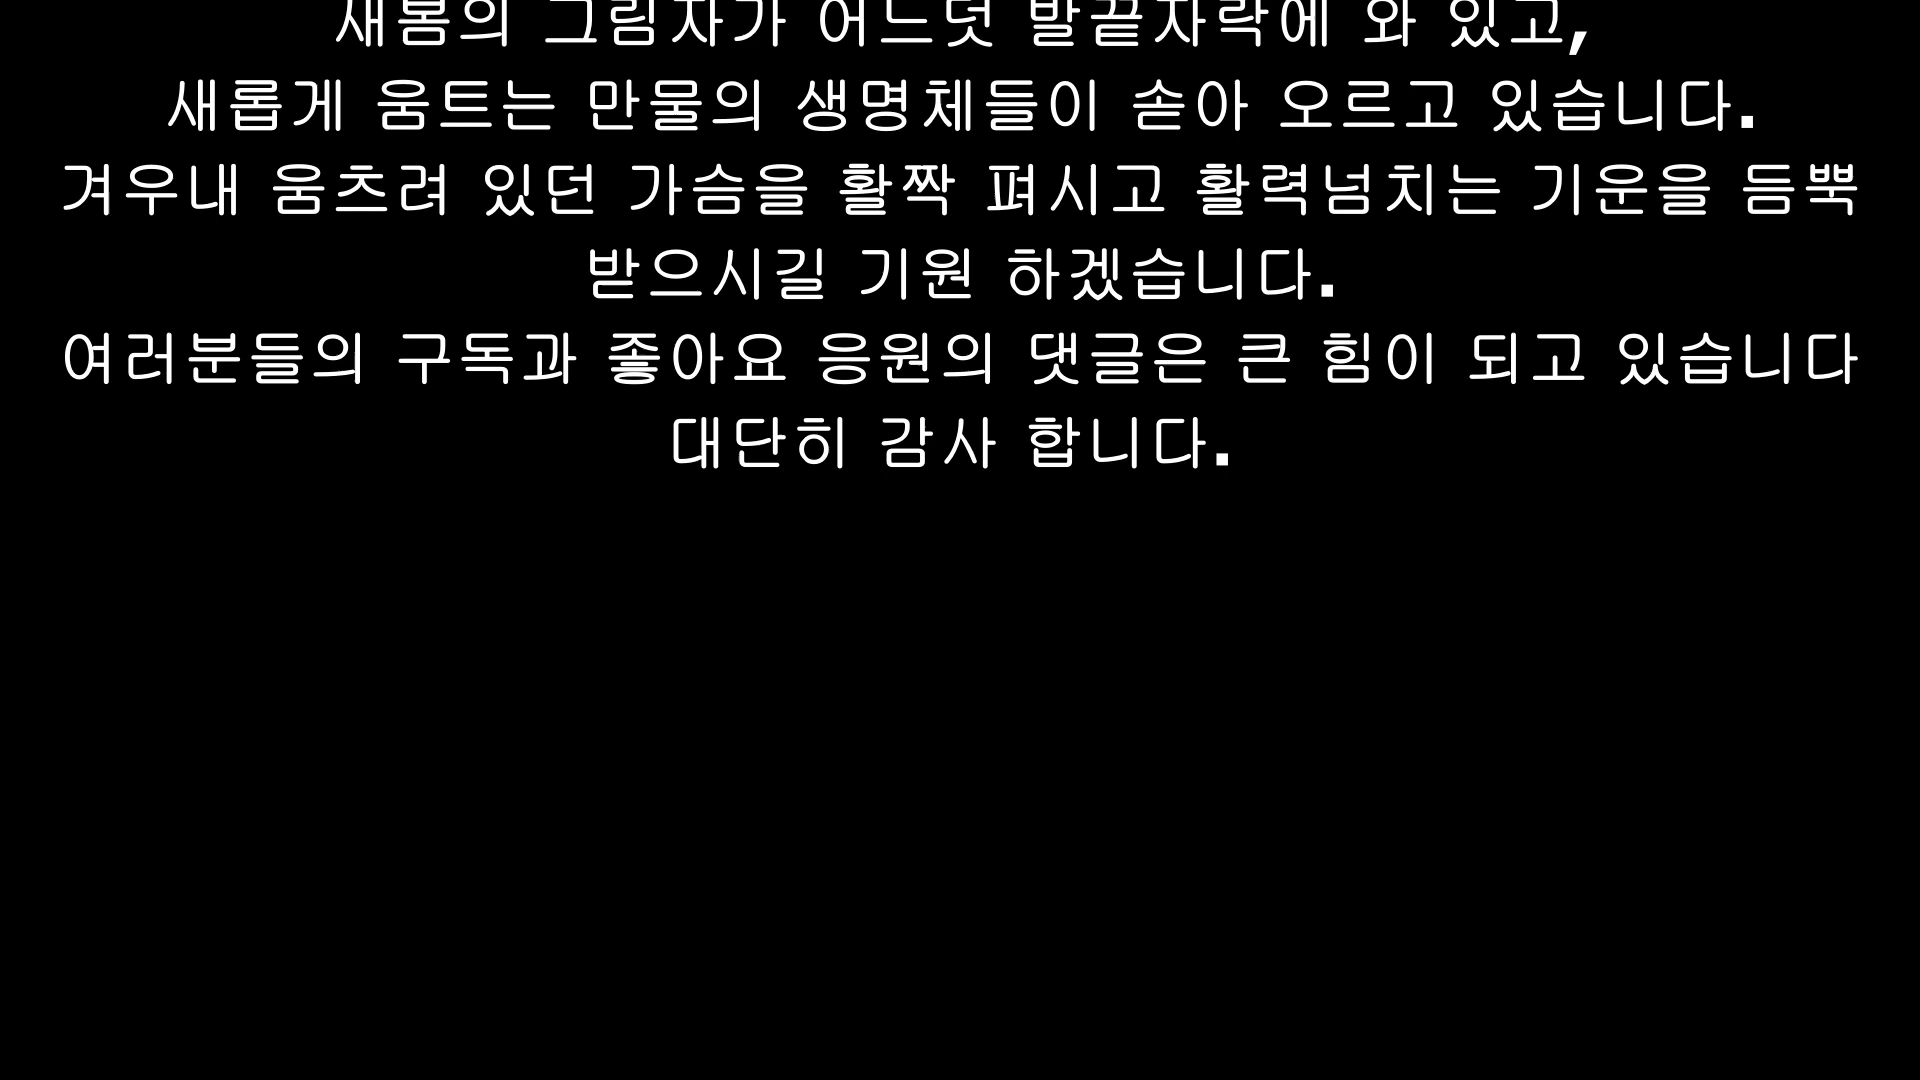 새봄의 그림자가 어느덧 발끝자락에 와 있고,
새롭게 움트는 만물의 생명체들이 솓아 오르고 있습니다.
겨우내 움츠려 있던 가슴을 활짝 펴시고 활력넘치는 기운을 듬뿍
받으시길 기원 하겠습니다.
여러분들의 구독과 좋아요 응원의 댓글은 큰 힘이 되고 있습니다
대단히 감사 합니다.